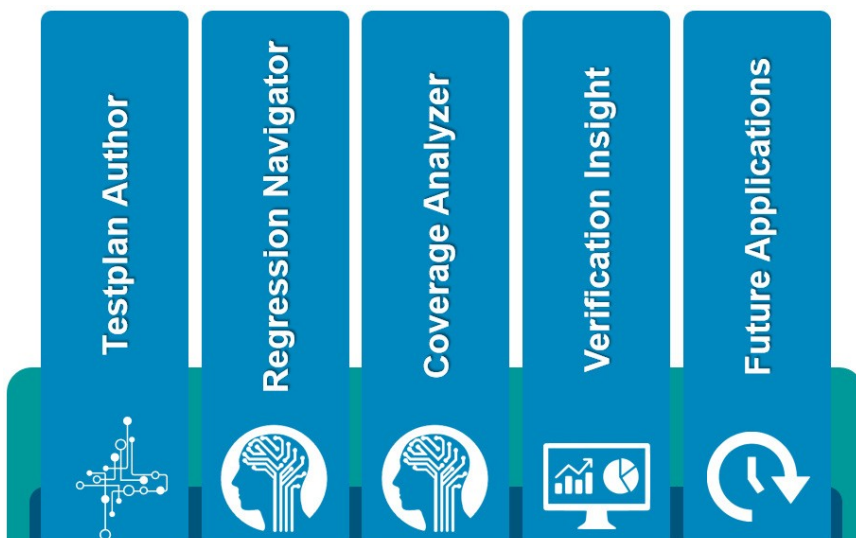 Testplan Author
Regression Navigator
Coverage Analyzer
Verification Insight
Future Applications